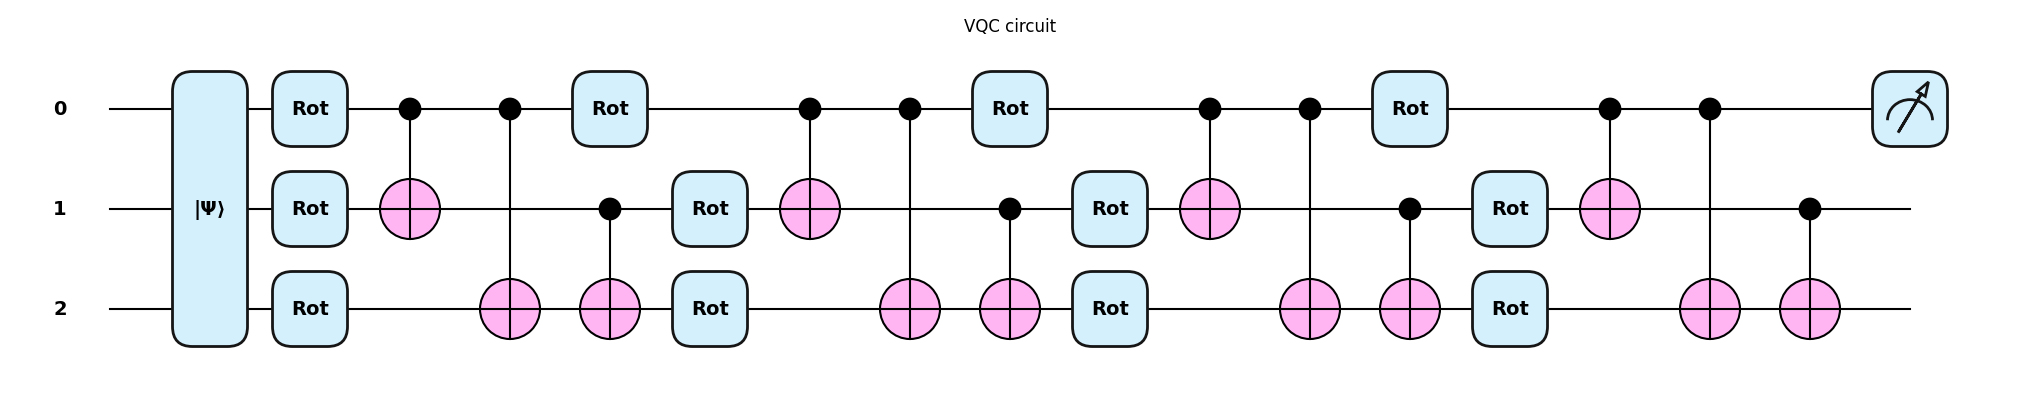 VQC circuit
0 Rot Rot Rot Rot
1 |Ψ⟩ Rot Rot Rot Rot
2 Rot Rot Rot Rot